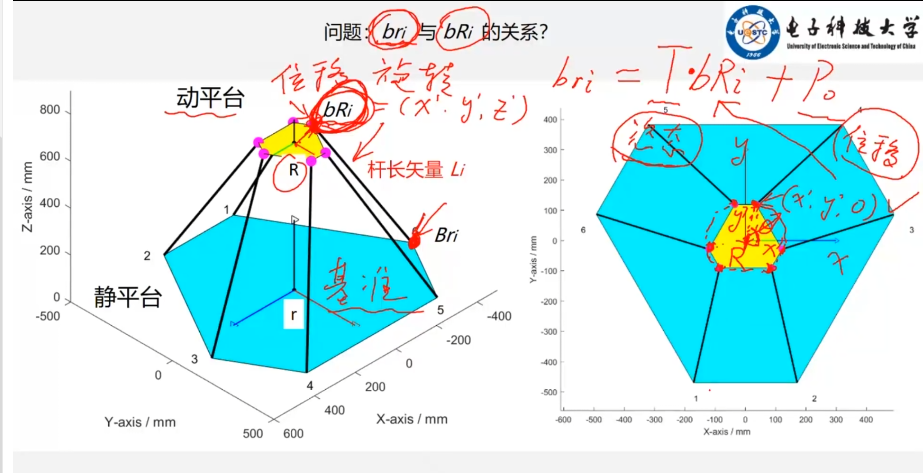 问题：bri 与 bRi 的关系？
电子科技大学
University of Electronic Science and Technology of China
UESTC
1956
位移 旋转
bri = T·bRi + P₀
动平台
bRi = (x', y', z')
R
杆长矢量 Li
Bri
静平台
基准
r
1
2
3
4
5
Z-axis / mm
800
600
400
200
0
-500
0
500
Y-axis / mm
600
400
200
0
-200
-400
X-axis / mm
位移
y
(x', y', 0)
y'
x'
R
x
5
4
6
3
1
2
Y-axis / mm
400
300
200
100
0
-100
-200
-300
-400
-500
-600 -500 -400 -300 -200 -100 0 100 200 300 400 500
X-axis / mm